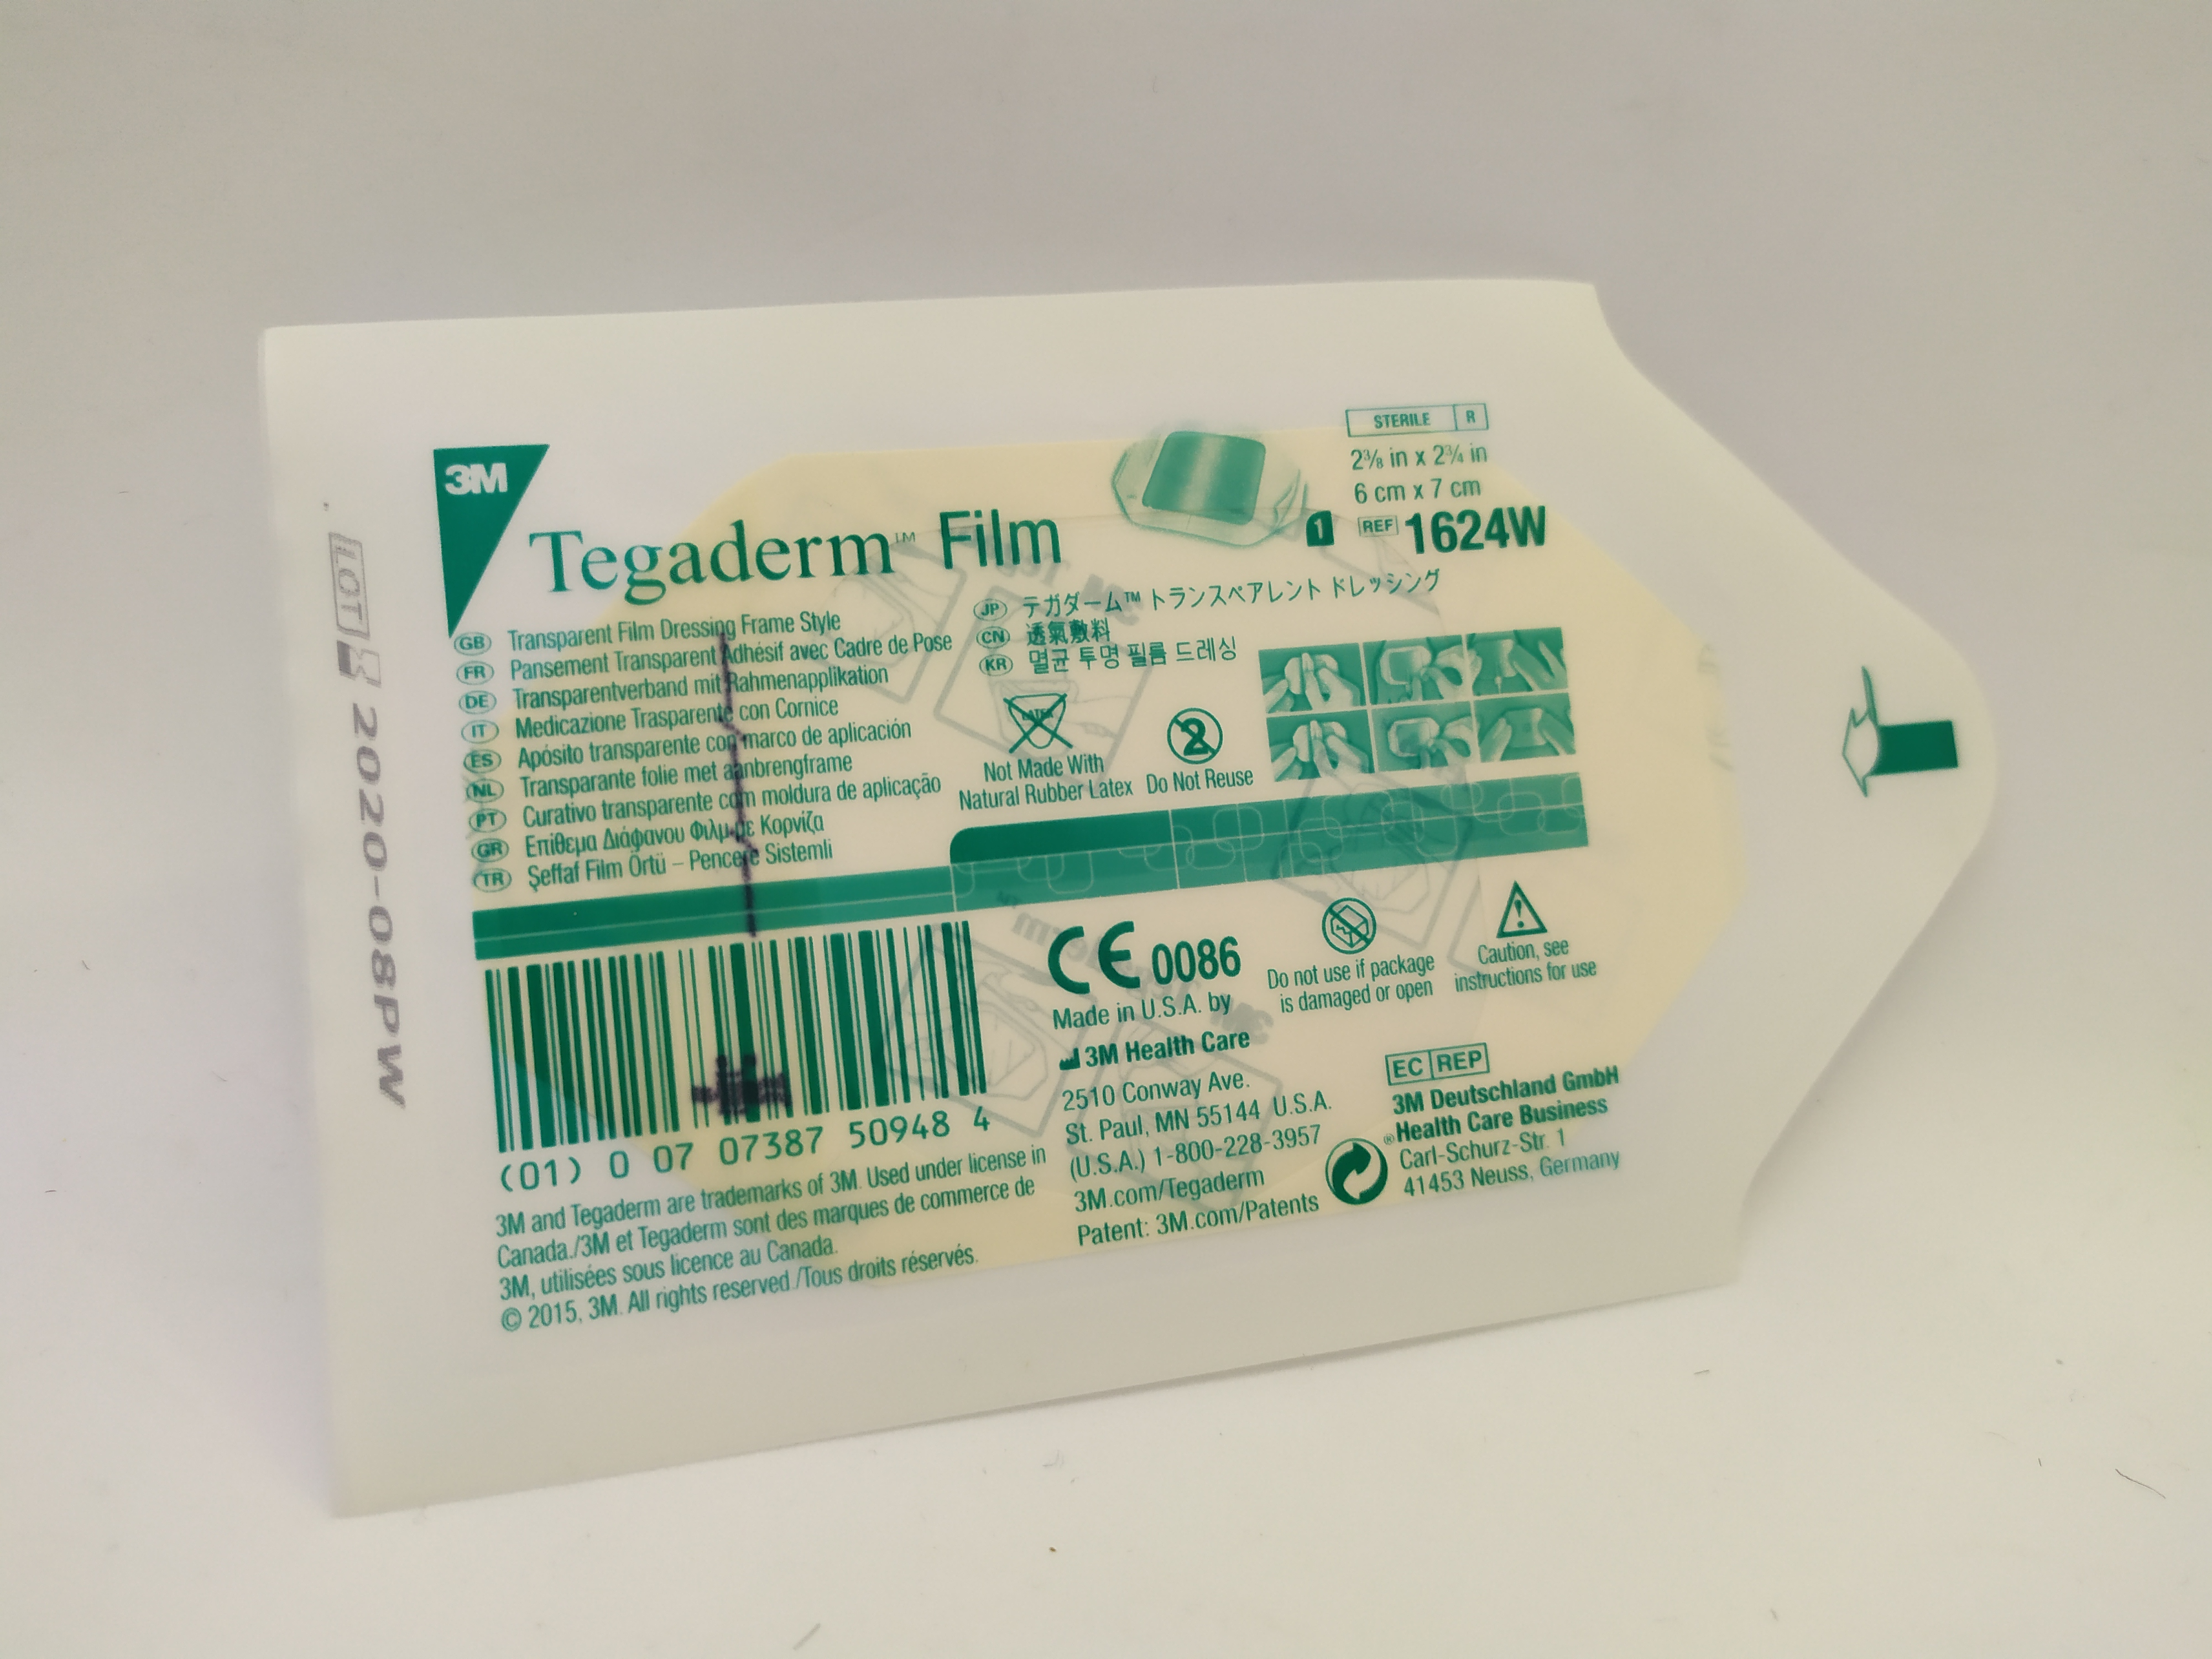 3M
Tegaderm™ Film
STERILE R
2⅜ in x 2¾ in
6 cm x 7 cm
1 REF 1624W
GB Transparent Film Dressing Frame Style
FR Pansement Transparent Adhésif avec Cadre de Pose
DE Transparentverband mit Rahmenapplikation
IT Medicazione Trasparente con Cornice
ES Apósito transparente con marco de aplicación
NL Transparante folie met aanbrengframe
PT Curativo transparente com moldura de aplicação
GR Επίθεμα Διάφανου Φιλμ με Κορνίζα
TR Şeffaf Film Örtü – Pencere Sistemli
JP テガダーム™ トランスペアレント ドレッシング
CN 透氣敷料
KR 멸균 투명 필름 드레싱
LATEX
Not Made With
Natural Rubber Latex
2
Do Not Reuse
LOT 2020-08PW
(01) 0 07 07387 50948 4
3M and Tegaderm are trademarks of 3M. Used under license in
Canada./3M et Tegaderm sont des marques de commerce de
3M, utilisées sous licence au Canada.
© 2015, 3M. All rights reserved./Tous droits réservés.
CE 0086
Made in U.S.A. by
3M Health Care
2510 Conway Ave.
St. Paul, MN 55144 U.S.A.
(U.S.A.) 1-800-228-3957
3M.com/Tegaderm
Patent: 3M.com/Patents
Do not use if package
is damaged or open
Caution, see
instructions for use
EC REP
3M Deutschland GmbH
Health Care Business
Carl-Schurz-Str. 1
41453 Neuss, Germany
®